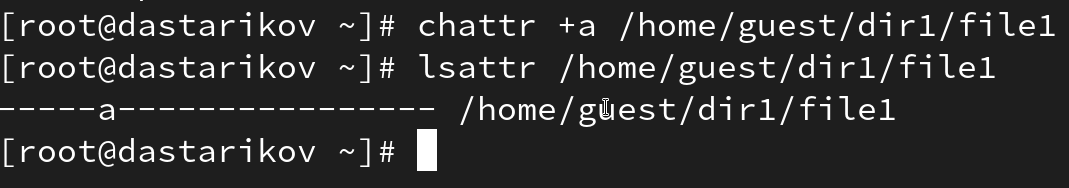 [root@dastarikov ~]# chattr +a /home/guest/dir1/file1
[root@dastarikov ~]# lsattr /home/guest/dir1/file1
-----a---------------- /home/guest/dir1/file1
[root@dastarikov ~]#